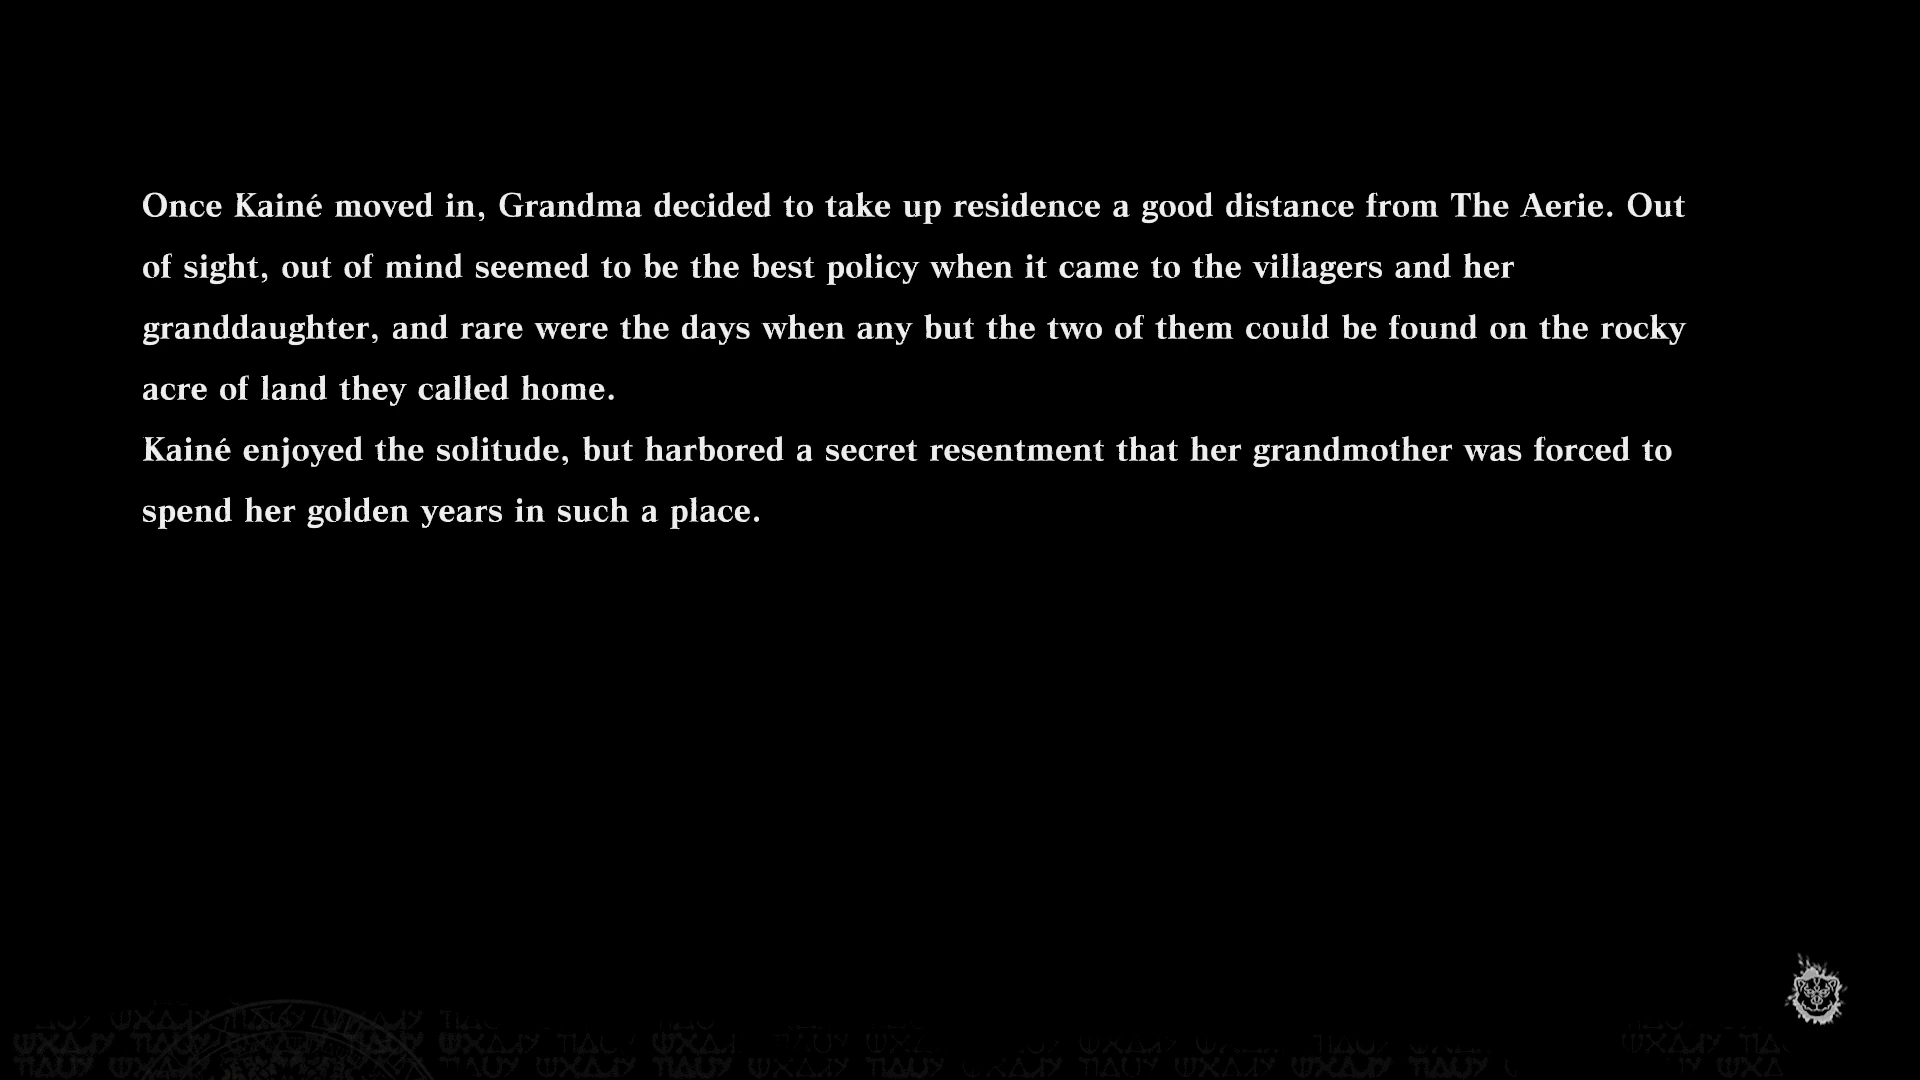 Once Kainé moved in, Grandma decided to take up residence a good distance from The Aerie. Out
of sight, out of mind seemed to be the best policy when it came to the villagers and her
granddaughter, and rare were the days when any but the two of them could be found on the rocky
acre of land they called home.
Kainé enjoyed the solitude, but harbored a secret resentment that her grandmother was forced to
spend her golden years in such a place.